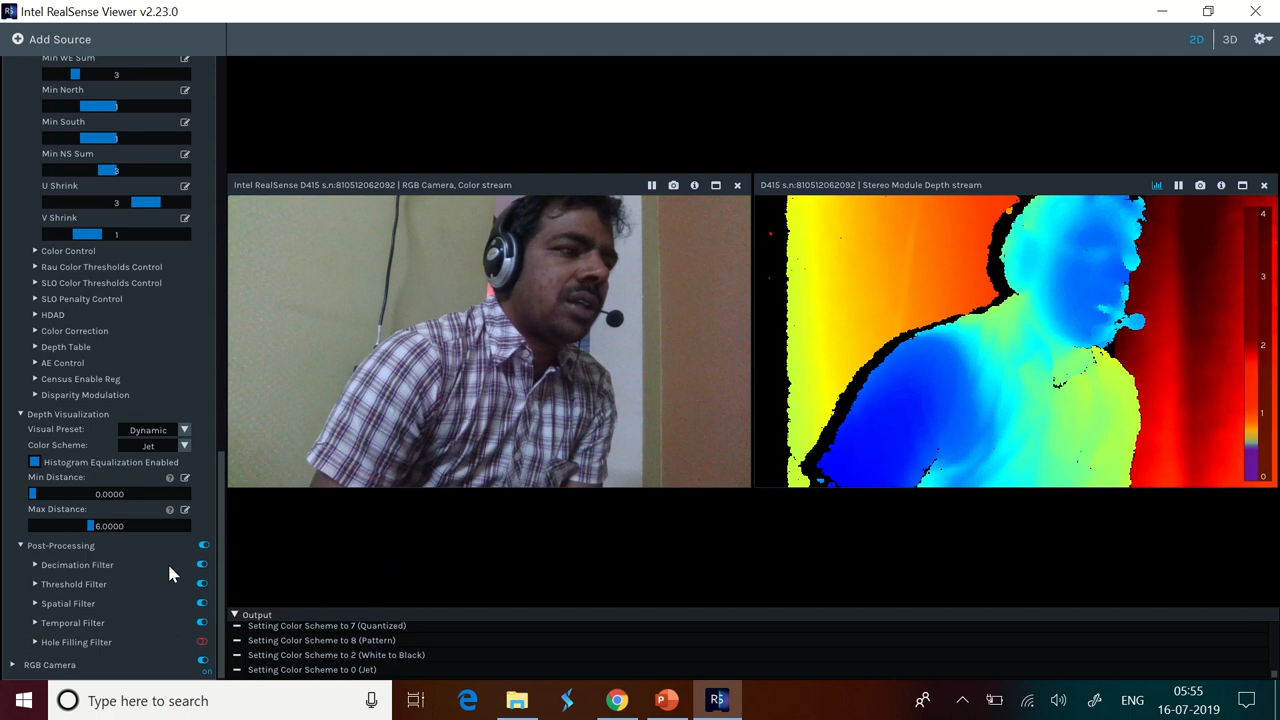 Intel RealSense Viewer v2.23.0
Add Source
2D
3D
Min WE Sum
3
Min North
1
Min South
1
Min NS Sum
3
U Shrink
3
V Shrink
1
Color Control
Rau Color Thresholds Control
SLO Color Thresholds Control
SLO Penalty Control
HDAD
Color Correction
Depth Table
AE Control
Census Enable Reg
Disparity Modulation
Depth Visualization
Visual Preset: Dynamic
Color Scheme: Jet
Histogram Equalization Enabled
Min Distance:
0.0000
Max Distance:
6.0000
Post-Processing
Decimation Filter
Threshold Filter
Spatial Filter
Temporal Filter
Hole Filling Filter
RGB Camera
on
Intel RealSense D415 s.n:810512062092 | RGB Camera, Color stream
D415 s.n:810512062092 | Stereo Module Depth stream
4
3
2
1
0
Output
Setting Color Scheme to 7 (Quantized)
Setting Color Scheme to 8 (Pattern)
Setting Color Scheme to 2 (White to Black)
Setting Color Scheme to 0 (Jet)
Type here to search
ENG
05:55
16-07-2019